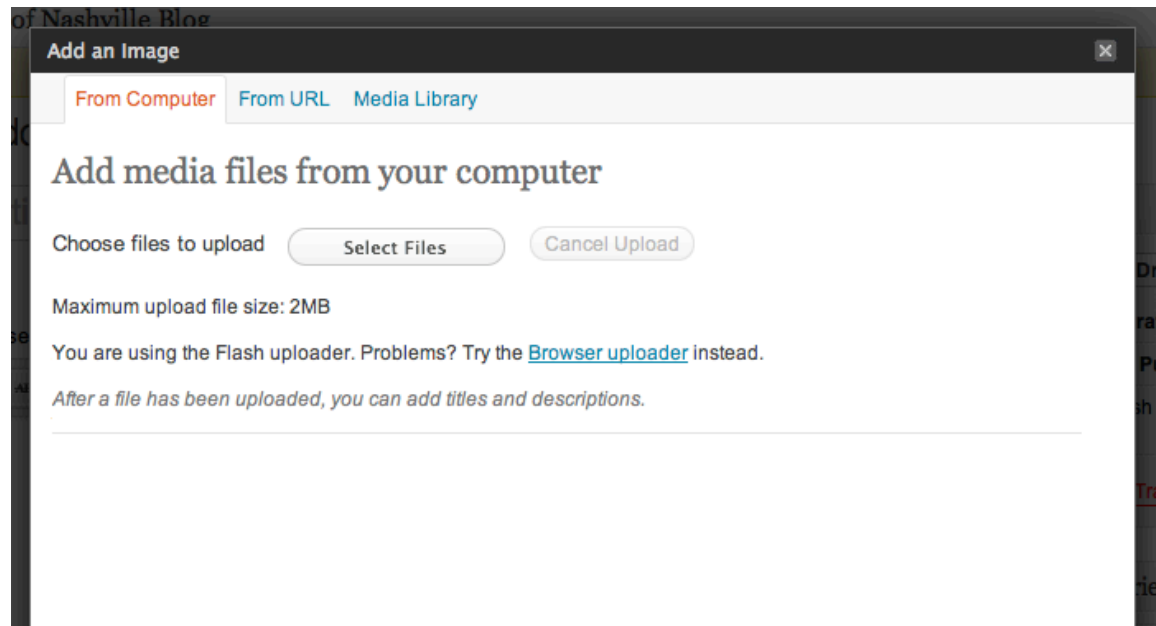 of Nashville Blog
Add an Image
From Computer From URL Media Library
Add media files from your computer
Choose files to upload Select Files Cancel Upload
Maximum upload file size: 2MB
You are using the Flash uploader. Problems? Try the Browser uploader instead.
After a file has been uploaded, you can add titles and descriptions.